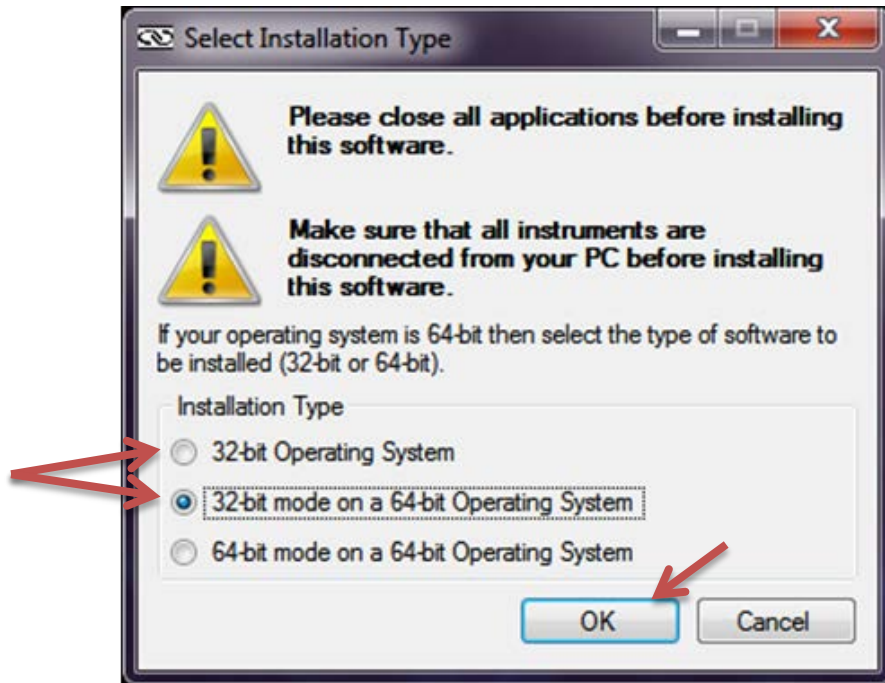 Select Installation Type
Please close all applications before installing
this software.
Make sure that all instruments are
disconnected from your PC before installing
this software.
If your operating system is 64-bit then select the type of software to
be installed (32-bit or 64-bit).
Installation Type
32-bit Operating System
32-bit mode on a 64-bit Operating System
64-bit mode on a 64-bit Operating System
OK Cancel